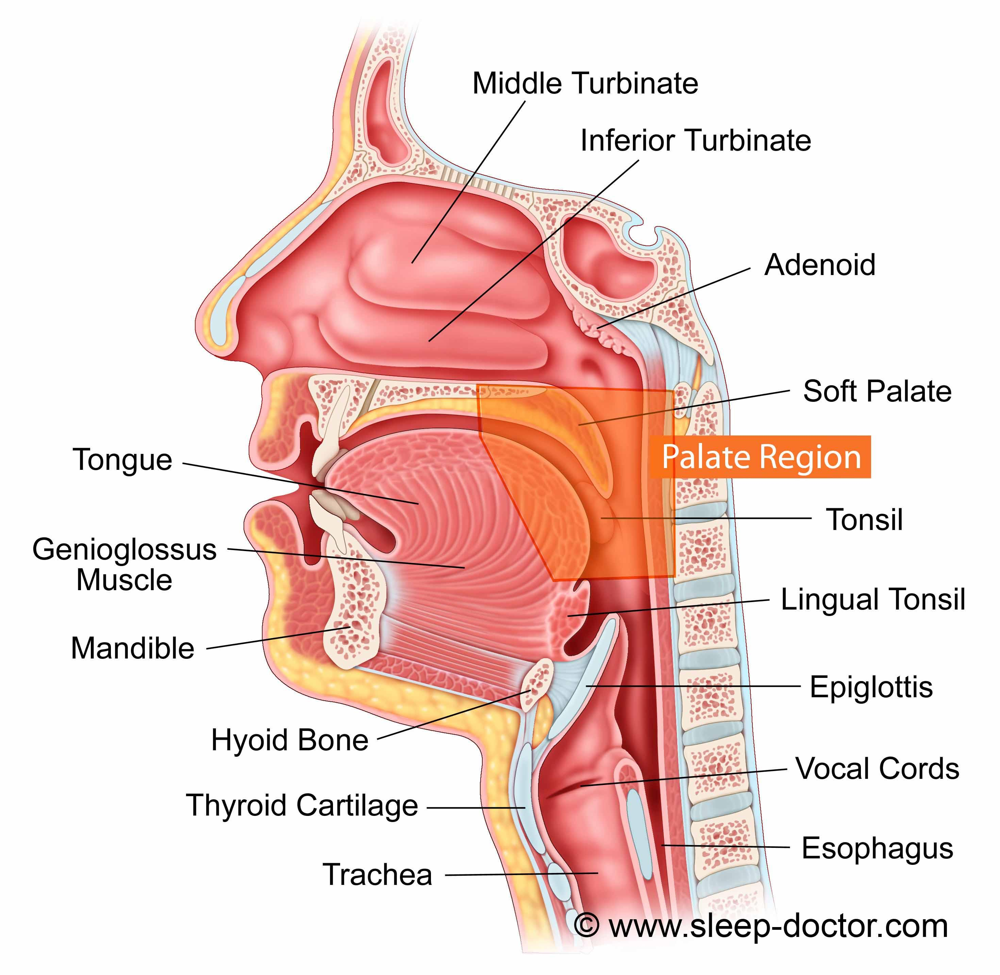 Middle Turbinate
Inferior Turbinate
Adenoid
Soft Palate
Palate Region
Tongue
Tonsil
Genioglossus
Muscle
Lingual Tonsil
Mandible
Epiglottis
Hyoid Bone
Vocal Cords
Thyroid Cartilage
Esophagus
Trachea
© www.sleep-doctor.com